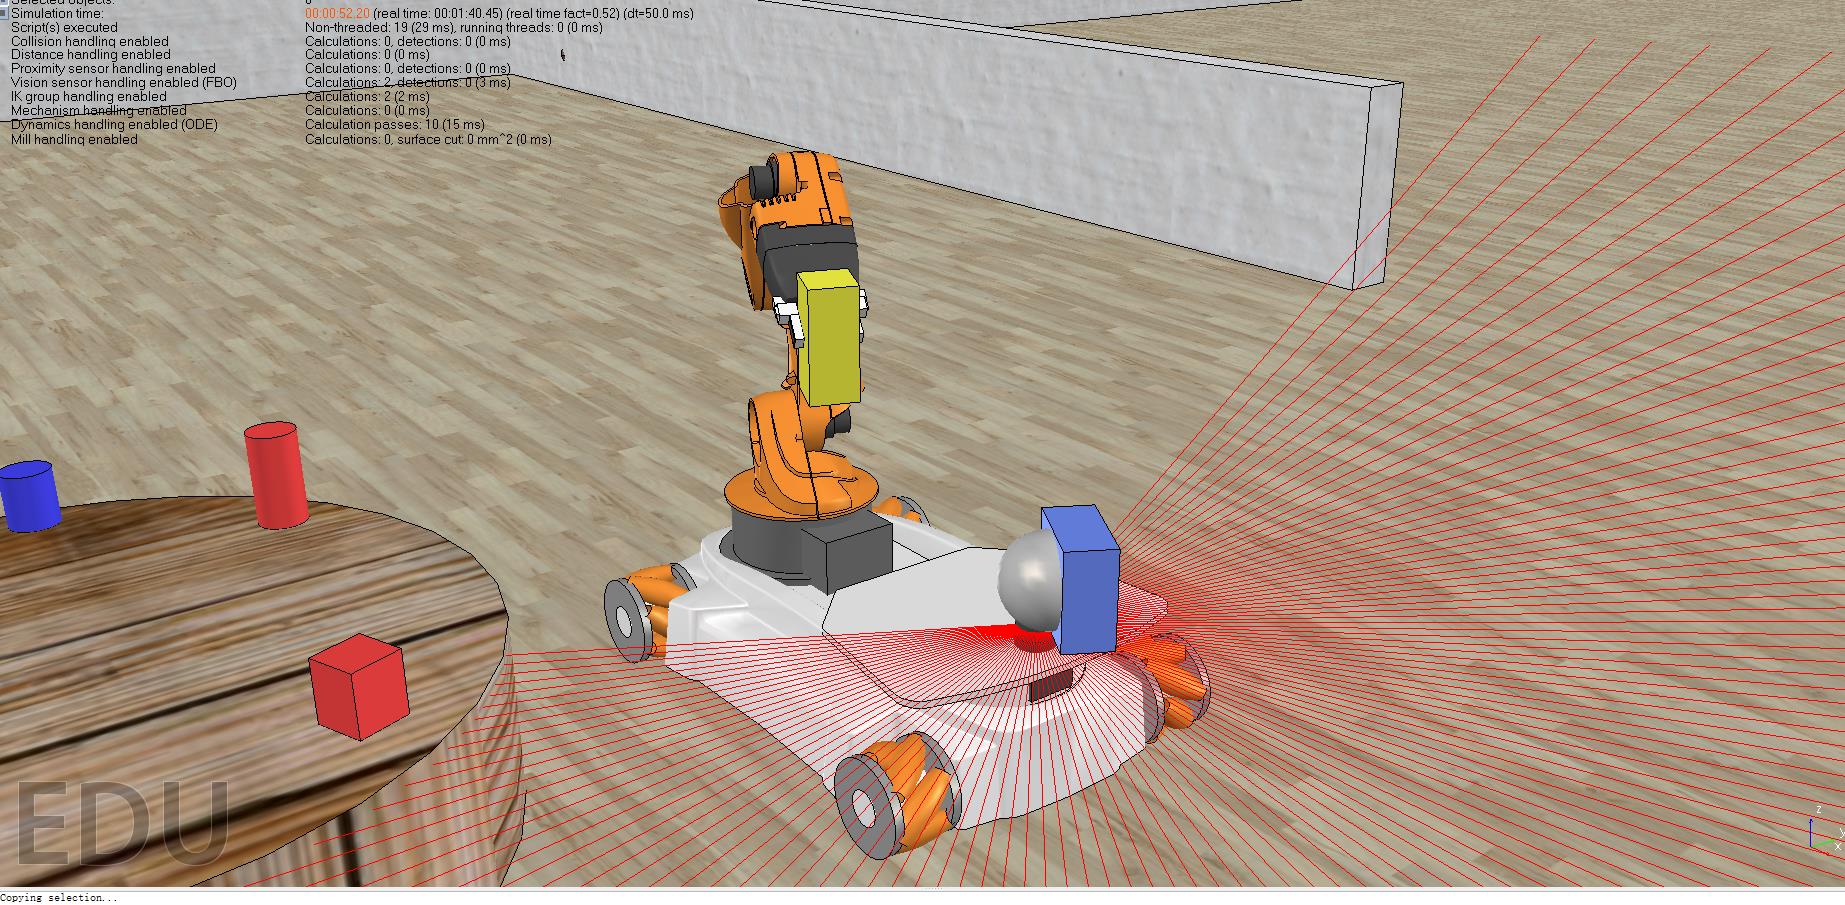 Selected objects: 0
Simulation time: 00:00:52.20 (real time: 00:01:40.45) (real time fact=0.52) (dt=50.0 ms)
Script(s) executed Non-threaded: 19 (29 ms), running threads: 0 (0 ms)
Collision handling enabled Calculations: 0, detections: 0 (0 ms)
Distance handling enabled Calculations: 0 (0 ms)
Proximity sensor handling enabled Calculations: 0, detections: 0 (0 ms)
Vision sensor handling enabled (FBO) Calculations: 2, detections: 0 (3 ms)
IK group handling enabled Calculations: 2 (2 ms)
Mechanism handling enabled Calculations: 0 (0 ms)
Dynamics handling enabled (ODE) Calculation passes: 10 (15 ms)
Mill handling enabled Calculations: 0, surface cut: 0 mm^2 (0 ms)
EDU
z
y
x
Copying selection...